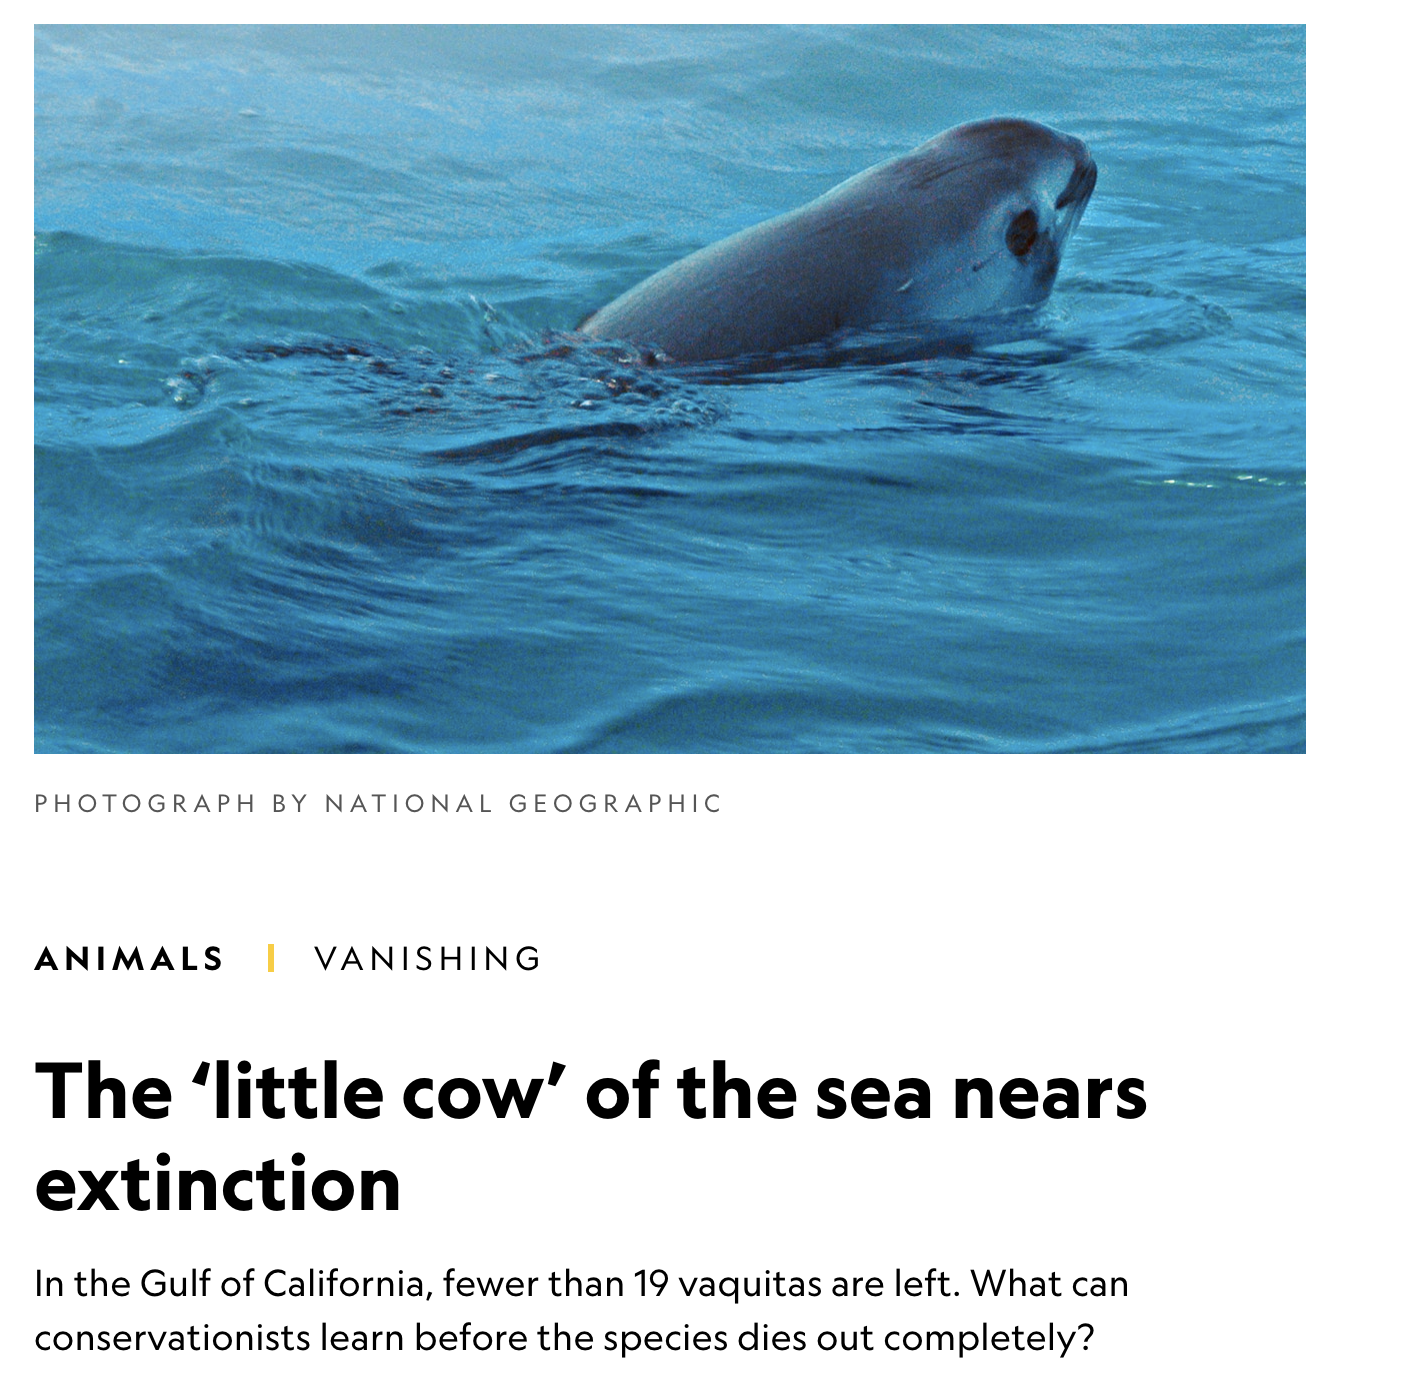 PHOTOGRAPH BY NATIONAL GEOGRAPHIC
ANIMALS | VANISHING
The ‘little cow’ of the sea nears
extinction
In the Gulf of California, fewer than 19 vaquitas are left. What can
conservationists learn before the species dies out completely?